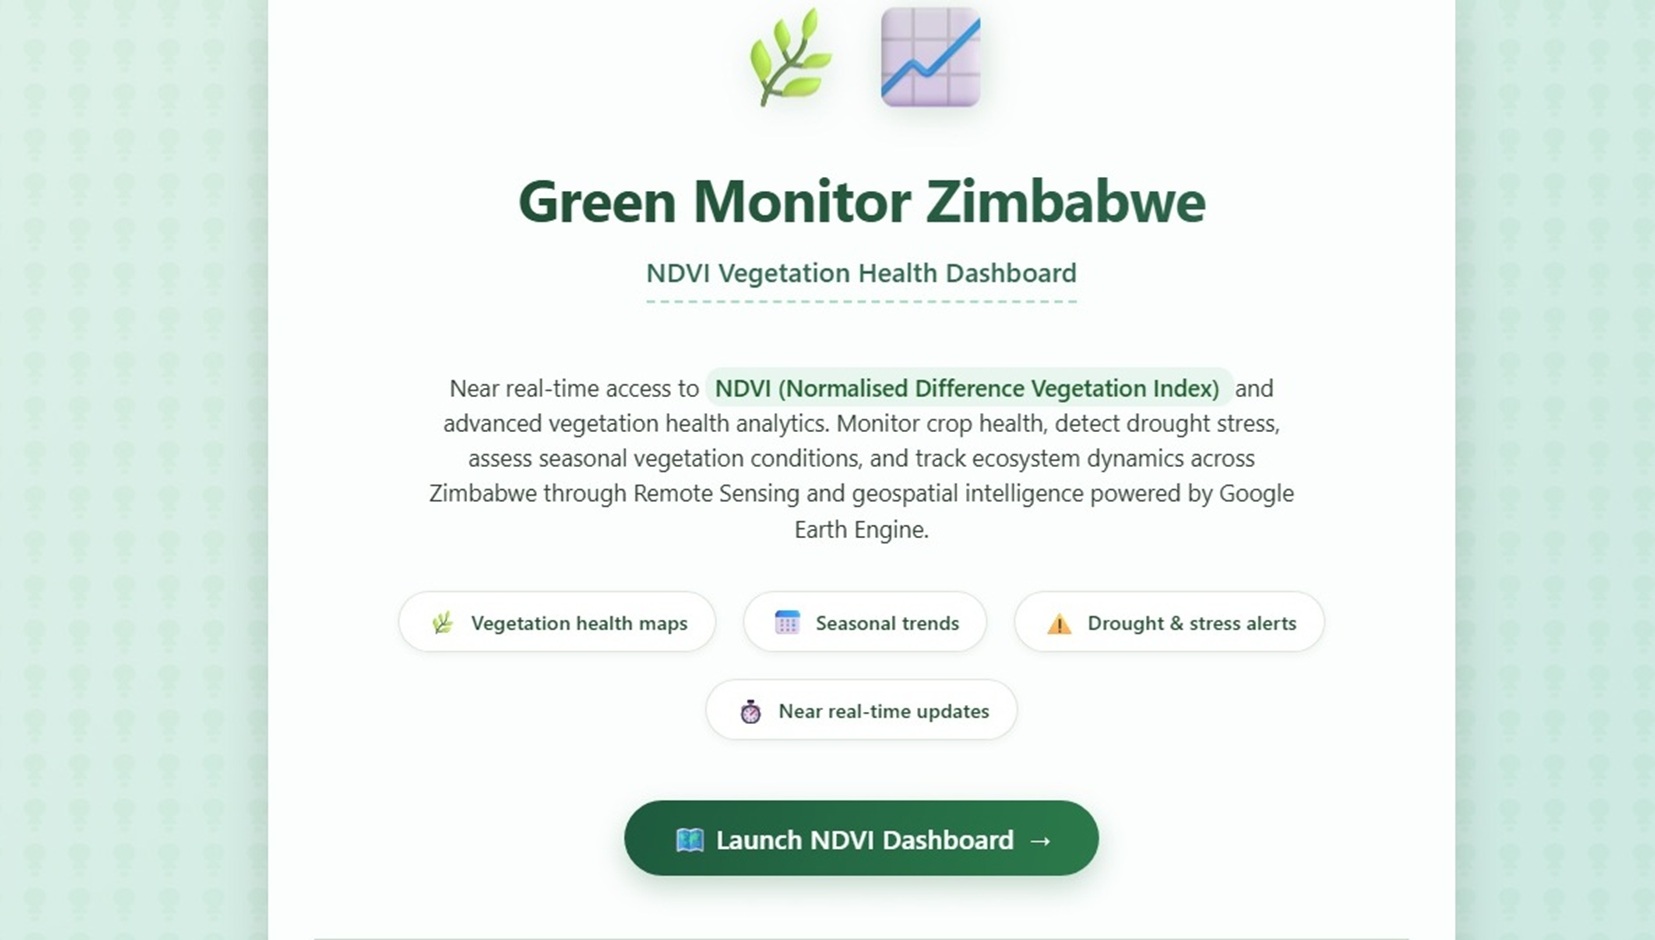 Green Monitor Zimbabwe
NDVI Vegetation Health Dashboard
Near real-time access to NDVI (Normalised Difference Vegetation Index) and
advanced vegetation health analytics. Monitor crop health, detect drought stress,
assess seasonal vegetation conditions, and track ecosystem dynamics across
Zimbabwe through Remote Sensing and geospatial intelligence powered by Google
Earth Engine.
Vegetation health maps
Seasonal trends
Drought & stress alerts
Near real-time updates
Launch NDVI Dashboard →